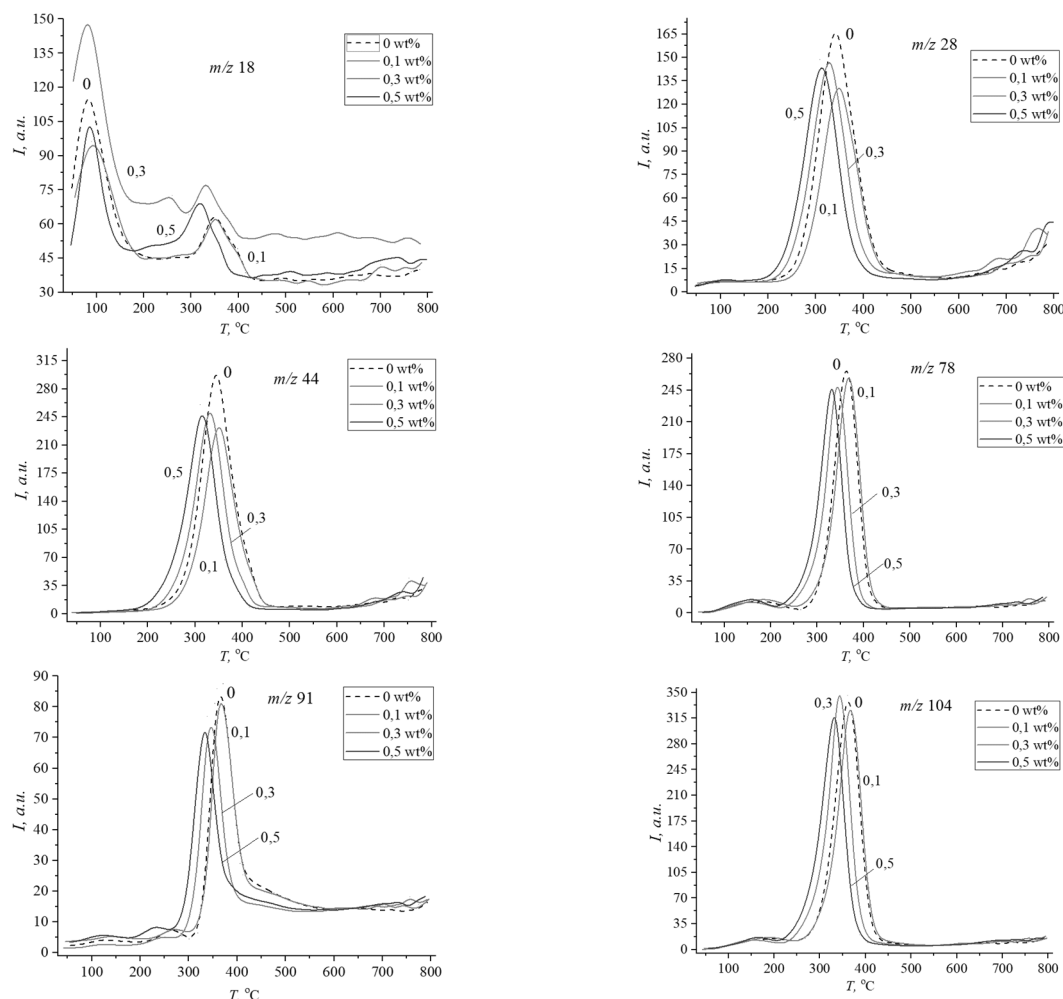 m/z 18
0 wt%
0,1 wt%
0,3 wt%
0,5 wt%
0
0,3
0,5
0,1
I, a.u.
150
135
120
105
90
75
60
45
30
100 200 300 400 500 600 700 800
T, °C
m/z 28
0 wt%
0,1 wt%
0,3 wt%
0,5 wt%
0
0,5
0,3
0,1
I, a.u.
165
150
135
120
105
90
75
60
45
30
15
0
100 200 300 400 500 600 700 800
T, °C
m/z 44
0 wt%
0,1 wt%
0,3 wt%
0,5 wt%
0
0,5
0,3
0,1
I, a.u.
315
280
245
210
175
140
105
70
35
0
100 200 300 400 500 600 700 800
T, °C
m/z 78
0 wt%
0,1 wt%
0,3 wt%
0,5 wt%
0
0,1
0,3
0,5
I, a.u.
280
245
210
175
140
105
70
35
0
100 200 300 400 500 600 700 800
T, °C
m/z 91
0 wt%
0,1 wt%
0,3 wt%
0,5 wt%
0
0,1
0,3
0,5
I, a.u.
90
80
70
60
50
40
30
20
10
0
100 200 300 400 500 600 700 800
T, °C
m/z 104
0 wt%
0,1 wt%
0,3 wt%
0,5 wt%
0,3
0
0,1
0,5
I, a.u.
350
315
280
245
210
175
140
105
70
35
0
100 200 300 400 500 600 700 800
T, °C